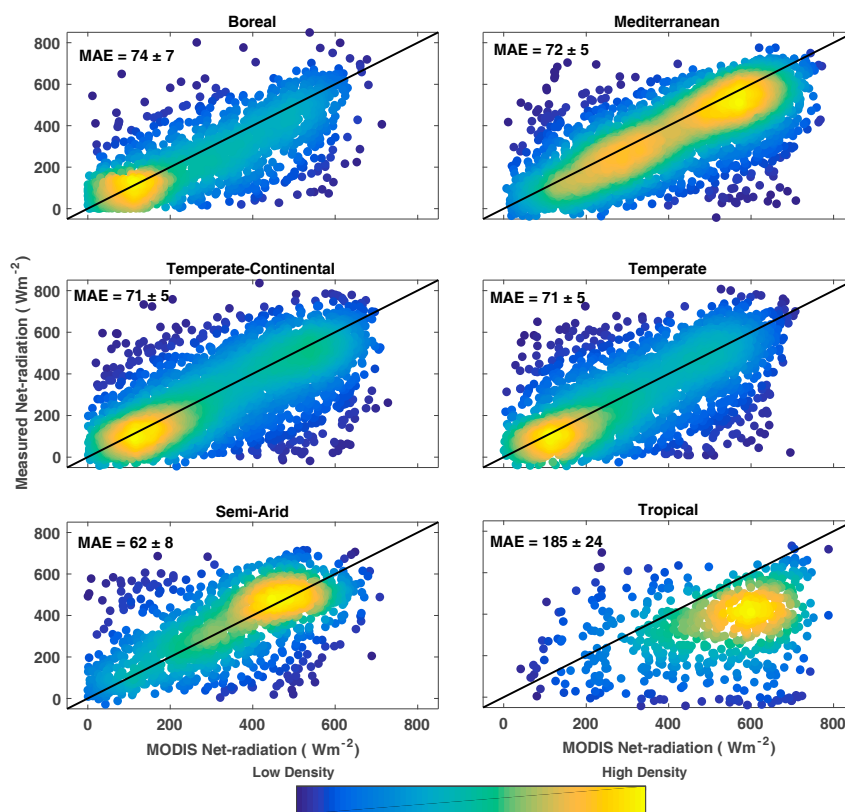 Boreal
Mediterranean
800
MAE = 74 ± 7
MAE = 72 ± 5
600
400
200
0
Temperate-Continental
Temperate
800
MAE = 71 ± 5
MAE = 71 ± 5
600
400
200
0
Measured Net-radiation ( Wm⁻²)
Semi-Arid
Tropical
800
MAE = 62 ± 8
MAE = 185 ± 24
600
400
200
0
0 200 400 600 800
0 200 400 600 800
MODIS Net-radiation ( Wm⁻²)
MODIS Net-radiation ( Wm⁻²)
Low Density
High Density